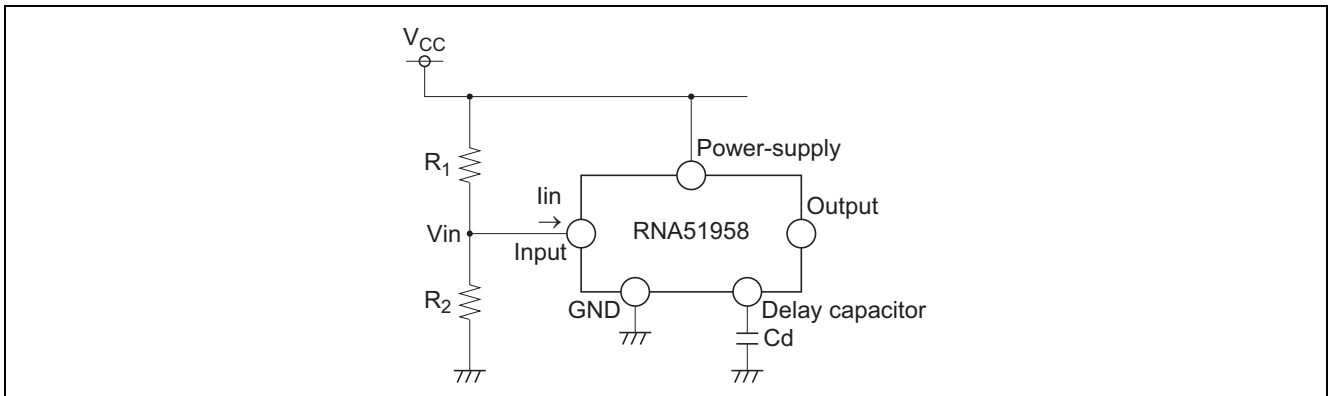 VCC
Power-supply
R1
Iin
→
Output
RNA51958
Vin
Input
R2
GND
Delay capacitor
Cd